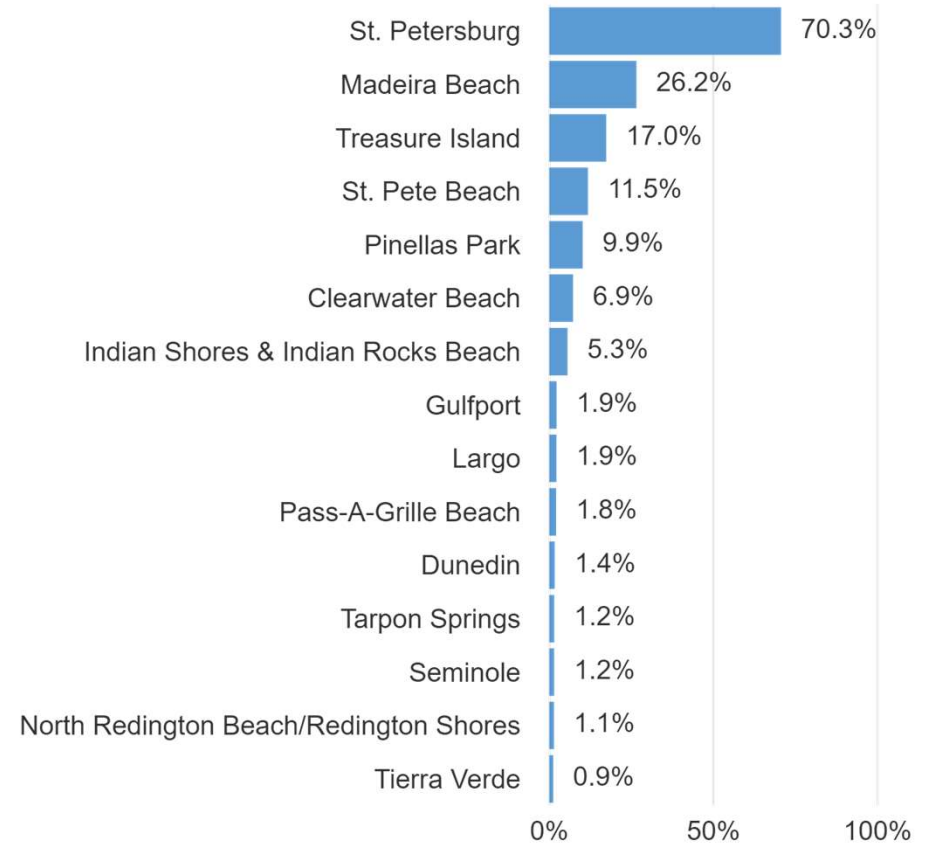 St. Petersburg 70.3%
Madeira Beach 26.2%
Treasure Island 17.0%
St. Pete Beach 11.5%
Pinellas Park 9.9%
Clearwater Beach 6.9%
Indian Shores & Indian Rocks Beach 5.3%
Gulfport 1.9%
Largo 1.9%
Pass-A-Grille Beach 1.8%
Dunedin 1.4%
Tarpon Springs 1.2%
Seminole 1.2%
North Redington Beach/Redington Shores 1.1%
Tierra Verde 0.9%
0% 50% 100%